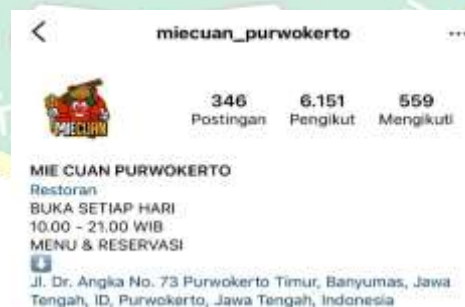 miecuan_purwokerto
346 6.151 559
Postingan Pengikut Mengikuti
MIECUAN
MIE CUAN PURWOKERTO
Restoran
BUKA SETIAP HARI
10.00 - 21.00 WIB
MENU & RESERVASI
Jl. Dr. Angka No. 73 Purwokerto Timur, Banyumas, Jawa
Tengah, ID, Purwokerto, Jawa Tengah, Indonesia